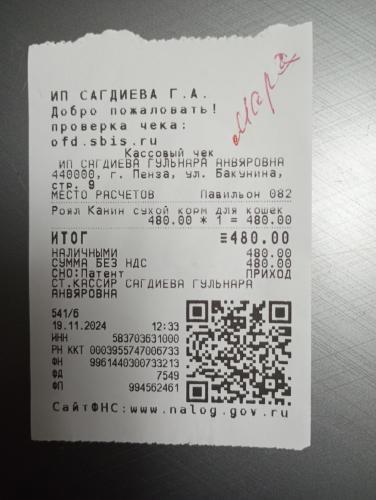 ИП САГДИЕВА Г.А.
Добро пожаловать!
проверка чека:
ofd.sbis.ru
Кассовый чек
ИП САГДИЕВА ГУЛЬНАРА АНВЯРОВНА
440000, г. Пенза, ул. Бакунина,
стр. 9
МЕСТО РАСЧЕТОВ Павильон 082
Роял Канин сухой корм для кошек
480.00 * 1 = 480.00
ИТОГ ≡480.00
НАЛИЧНЫМИ 480.00
СУММА БЕЗ НДС 480.00
СНО:Патент ПРИХОД
СТ.КАССИР САГДИЕВА ГУЛЬНАРА
АНВЯРОВНА
541/6
19.11.2024 12:33
ИНН 583703631000
РН ККТ 0003955747006733
ФН 9961440300733213
ФД 7549
ФП 994562461
СайтФНС:www.nalog.gov.ru